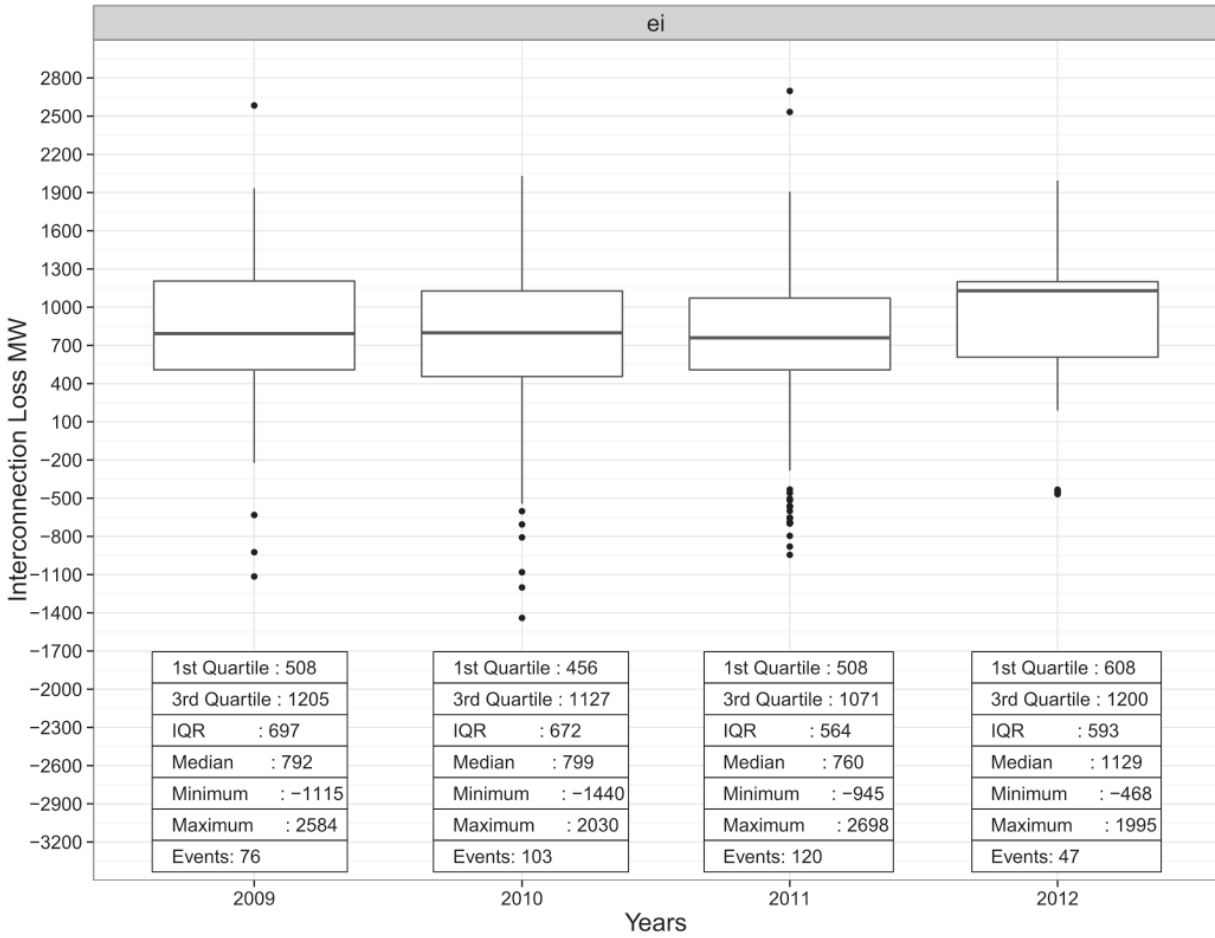 ei
Interconnection Loss MW
2800
2500
2200
1900
1600
1300
1000
700
400
100
−200
−500
−800
−1100
−1400
−1700
−2000
−2300
−2600
−2900
−3200
1st Quartile : 508
3rd Quartile : 1205
IQR : 697
Median : 792
Minimum : −1115
Maximum : 2584
Events: 76
1st Quartile : 456
3rd Quartile : 1127
IQR : 672
Median : 799
Minimum : −1440
Maximum : 2030
Events: 103
1st Quartile : 508
3rd Quartile : 1071
IQR : 564
Median : 760
Minimum : −945
Maximum : 2698
Events: 120
1st Quartile : 608
3rd Quartile : 1200
IQR : 593
Median : 1129
Minimum : −468
Maximum : 1995
Events: 47
2009 2010 2011 2012
Years